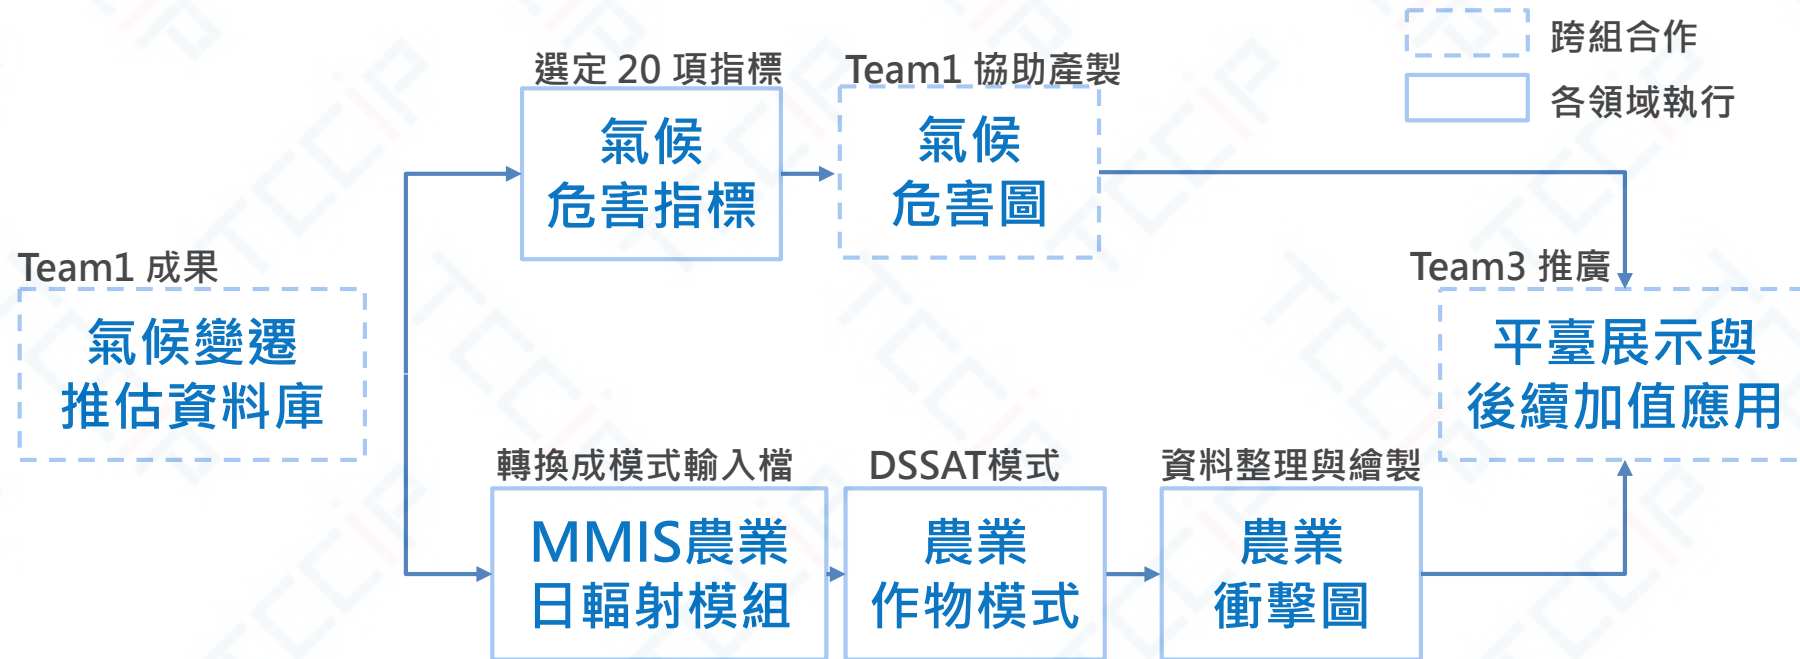 跨組合作
各領域執行
選定 20 項指標
氣候
危害指標
Team1 協助產製
氣候
危害圖
Team1 成果
氣候變遷
推估資料庫
Team3 推廣
平臺展示與
後續加值應用
轉換成模式輸入檔
MMIS農業
日輻射模組
DSSAT模式
農業
作物模式
資料整理與繪製
農業
衝擊圖
TCCIP